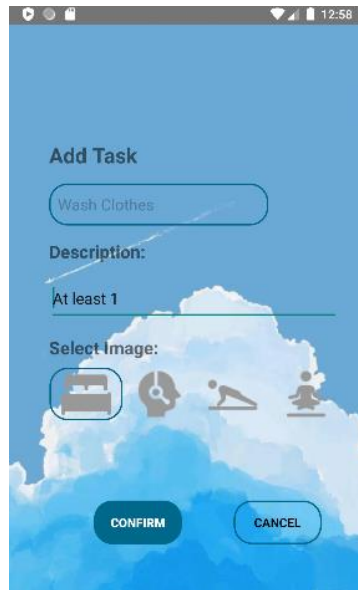 12:58
Add Task
Wash Clothes
Description:
At least 1
Select Image:
CONFIRM CANCEL